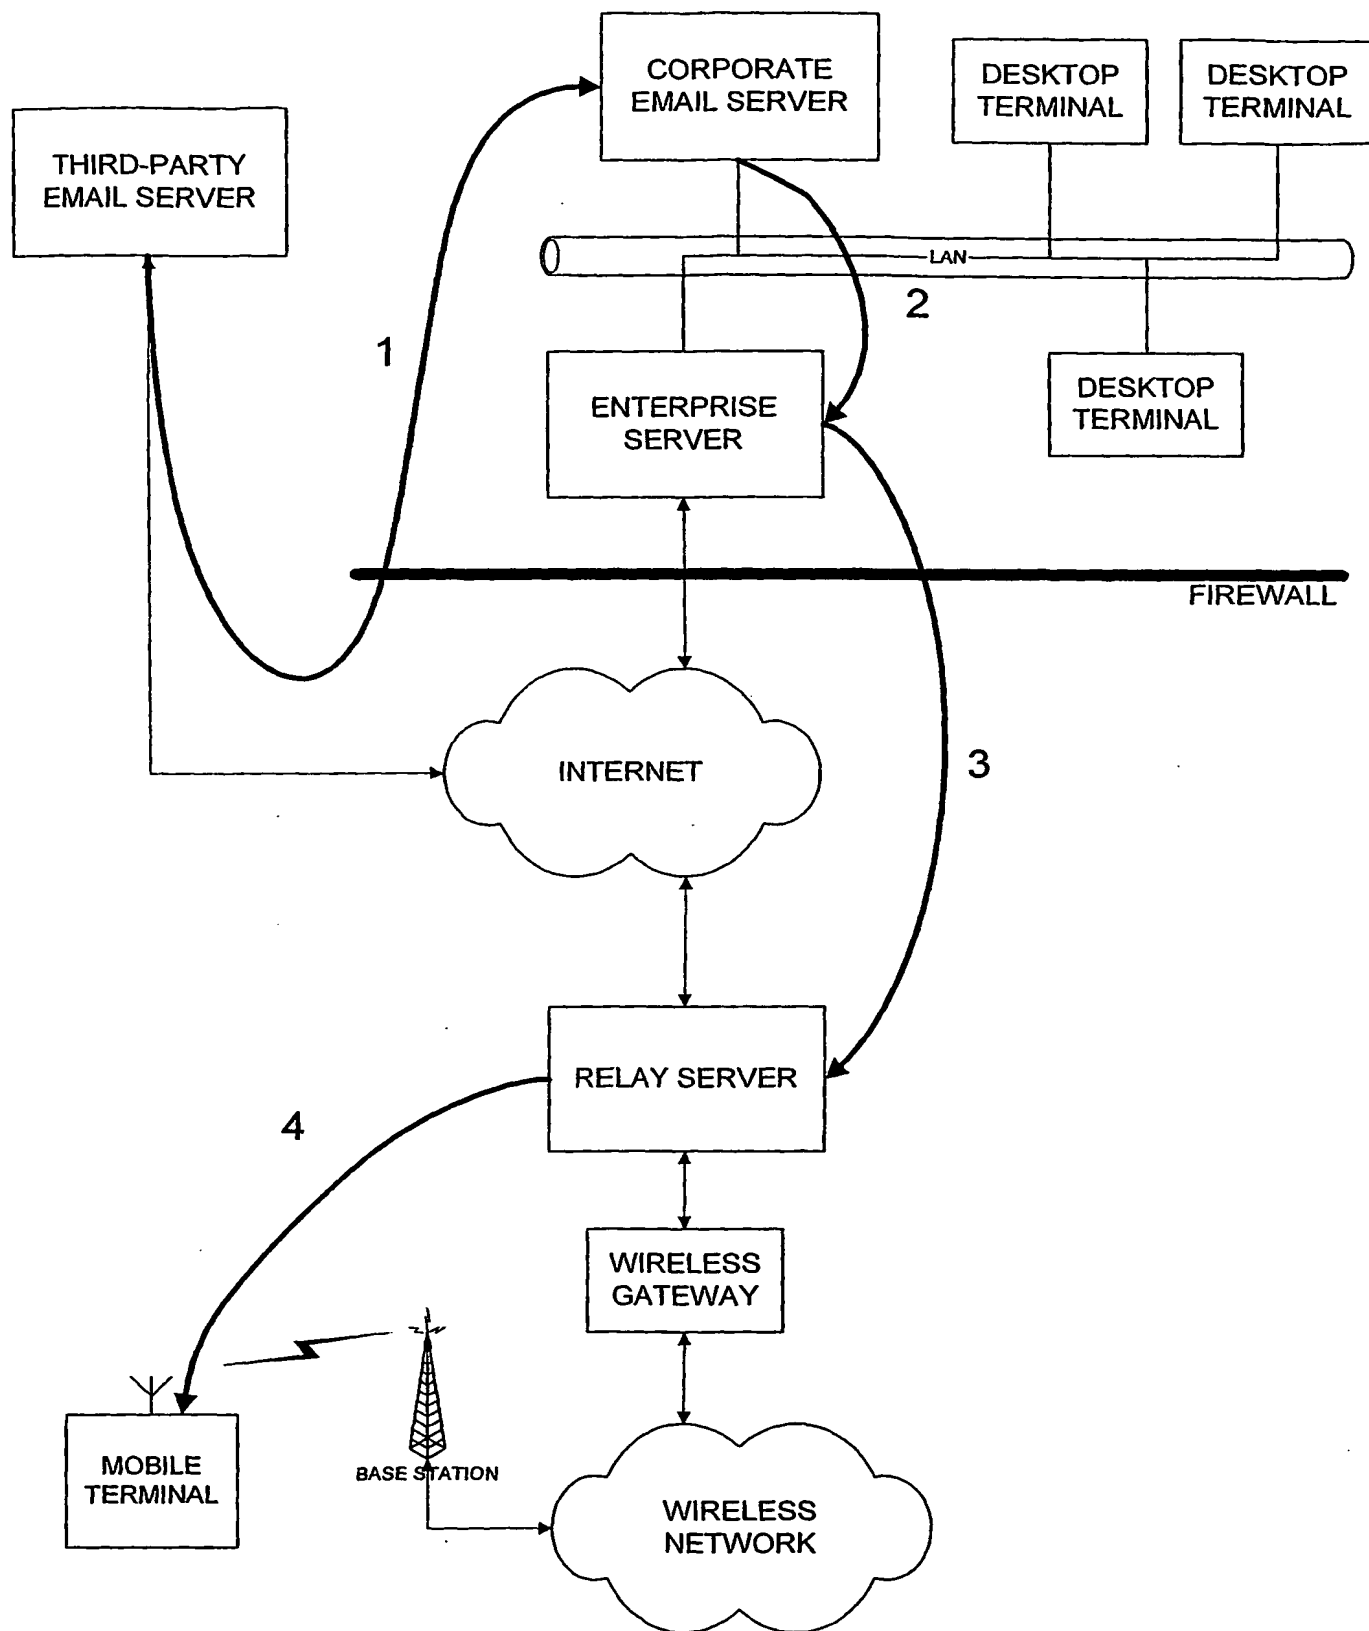 CORPORATE
EMAIL SERVER
DESKTOP
TERMINAL
DESKTOP
TERMINAL
THIRD-PARTY
EMAIL SERVER
LAN
2
1
DESKTOP
TERMINAL
ENTERPRISE
SERVER
FIREWALL
INTERNET
3
RELAY SERVER
4
WIRELESS
GATEWAY
MOBILE
TERMINAL
BASE STATION
WIRELESS
NETWORK